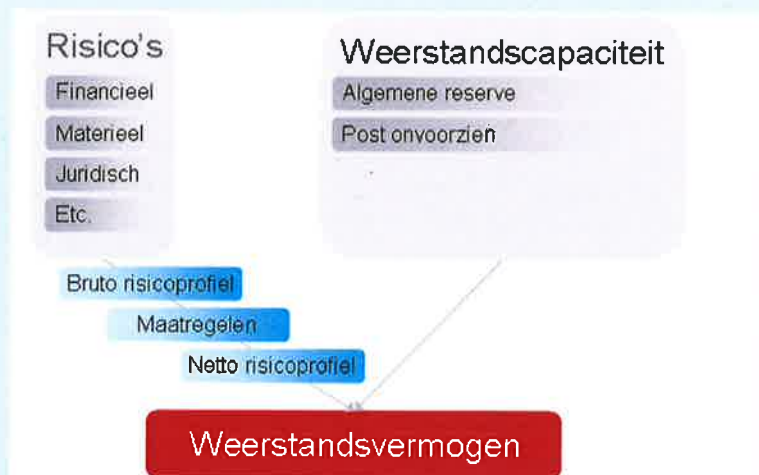 Risico's
Financieel
Materieel
Juridisch
Etc.
Weerstandscapaciteit
Algemene reserve
Post onvoorzien
Bruto risicoprofiel
Maatregelen
Netto risicoprofiel
Weerstandsvermogen